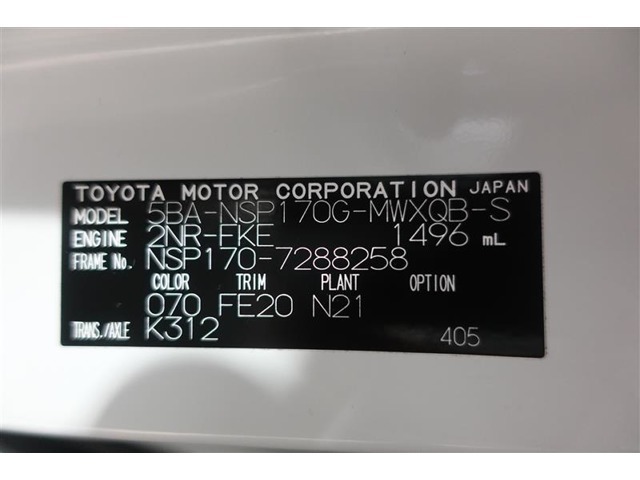 TOYOTA MOTOR CORPORATION JAPAN
MODEL 5BA-NSP170G-MWXQB-S
ENGINE 2NR-FKE 1496 mL
FRAME No. NSP170-7288258
COLOR TRIM PLANT OPTION
070 FE20 N21
TRANS./AXLE K312
405